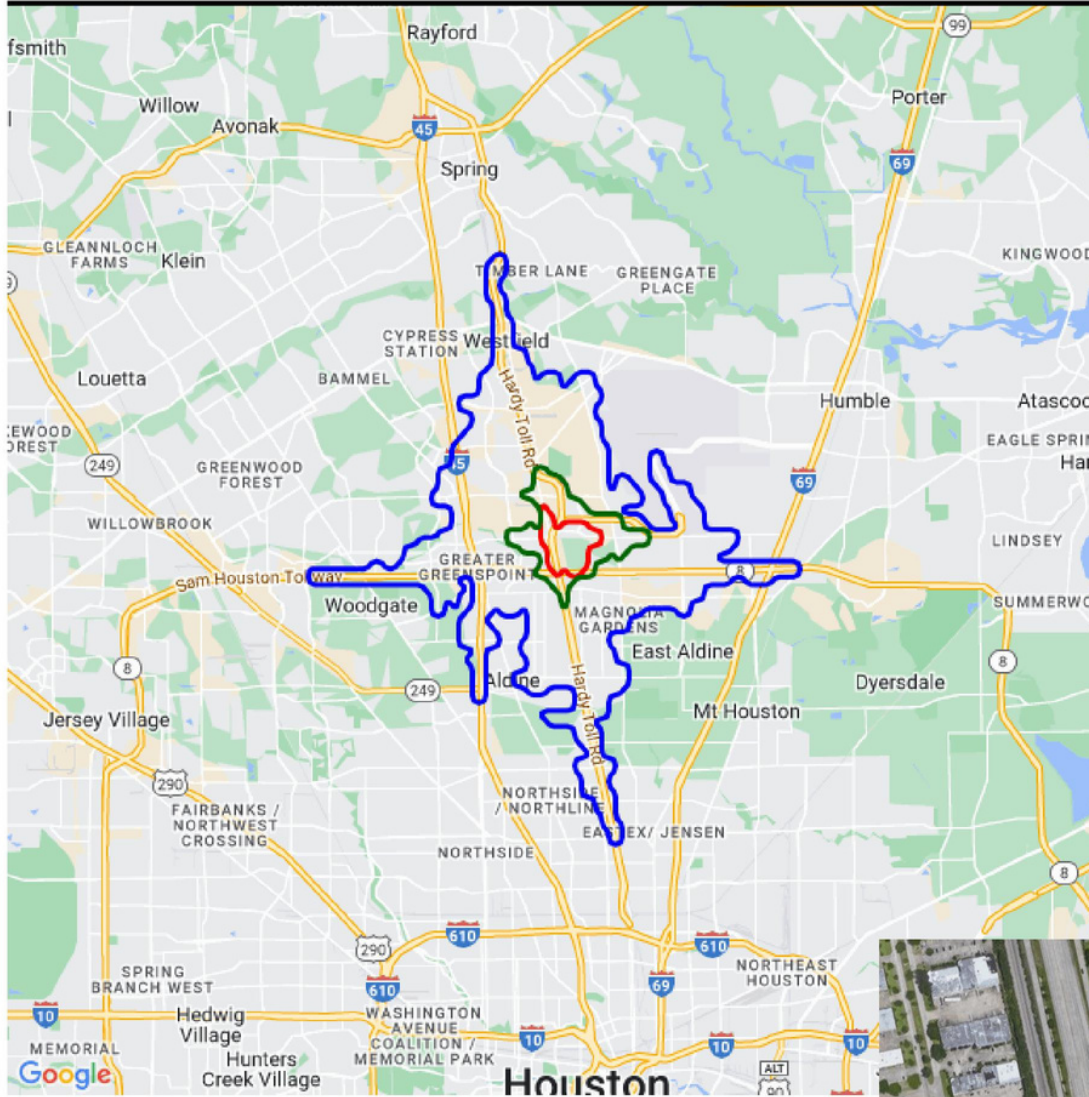 Rayford
99
fsmith
Porter
Willow
Avonak
45
69
Spring
GLEANNLOCH
FARMS
Klein
KINGWOOD
TIMBER LANE
GREENGATE
PLACE
CYPRESS
STATION
Westfield
Louetta
BAMMEL
Hardy Toll Rd
Humble
Atascoc
KEWOOD
OREST
EAGLE SPRIN
249
45
Har
GREENWOOD
FOREST
69
WILLOWBROOK
LINDSEY
GREATER
GREENSPOINT
8
Sam Houston Tollway
Woodgate
SUMMERWO
MAGNOLIA
GARDENS
East Aldine
8
8
Aldine
Hardy Toll Rd
Dyersdale
249
Jersey Village
Mt Houston
290
NORTHSIDE
/ NORTHLINE
FAIRBANKS /
NORTHWEST
CROSSING
EASTEX/ JENSEN
NORTHSIDE
8
610
610
290
NORTHEAST
HOUSTON
SPRING
BRANCH WEST
610
69
10
Hedwig
Village
WASHINGTON
AVENUE
COALITION /
MEMORIAL PARK
10
10
10
MEMORIAL
Hunters
Creek Village
Google
Houston
ALT
90